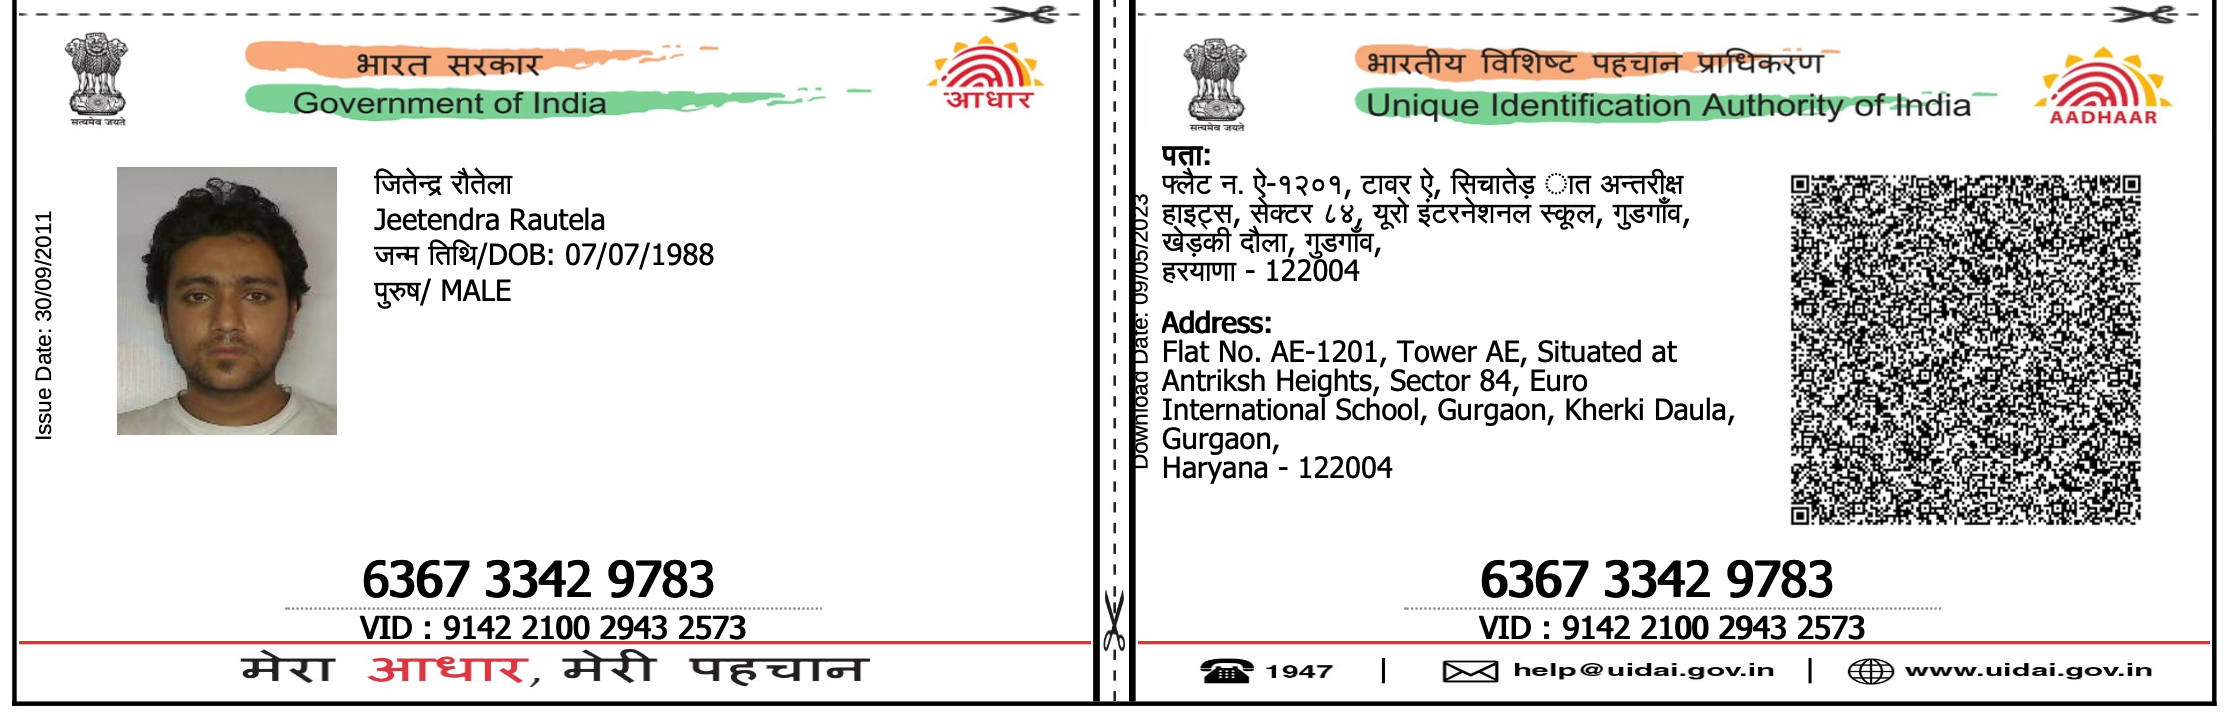 भारत सरकार
Government of India
सत्यमेव जयते
आधार
Issue Date: 30/09/2011
जितेन्द्र रौतेला
Jeetendra Rautela
जन्म तिथि/DOB: 07/07/1988
पुरुष/ MALE
6367 3342 9783
VID : 9142 2100 2943 2573
मेरा आधार, मेरी पहचान
भारतीय विशिष्ट पहचान प्राधिकरण
Unique Identification Authority of India
सत्यमेव जयते
AADHAAR
Download Date: 09/05/2023
पता:
फ्लैट न. ऐ-१२०१, टावर ऐ, सिचातेड़ ात अन्तरीक्ष
हाइट्स, सेक्टर ८४, यूरो इंटरनेशनल स्कूल, गुडगाँव,
खेड़की दौला, गुडगाँव,
हरयाणा - 122004
Address:
Flat No. AE-1201, Tower AE, Situated at
Antriksh Heights, Sector 84, Euro
International School, Gurgaon, Kherki Daula,
Gurgaon,
Haryana - 122004
6367 3342 9783
VID : 9142 2100 2943 2573
1947 | help@uidai.gov.in | www.uidai.gov.in